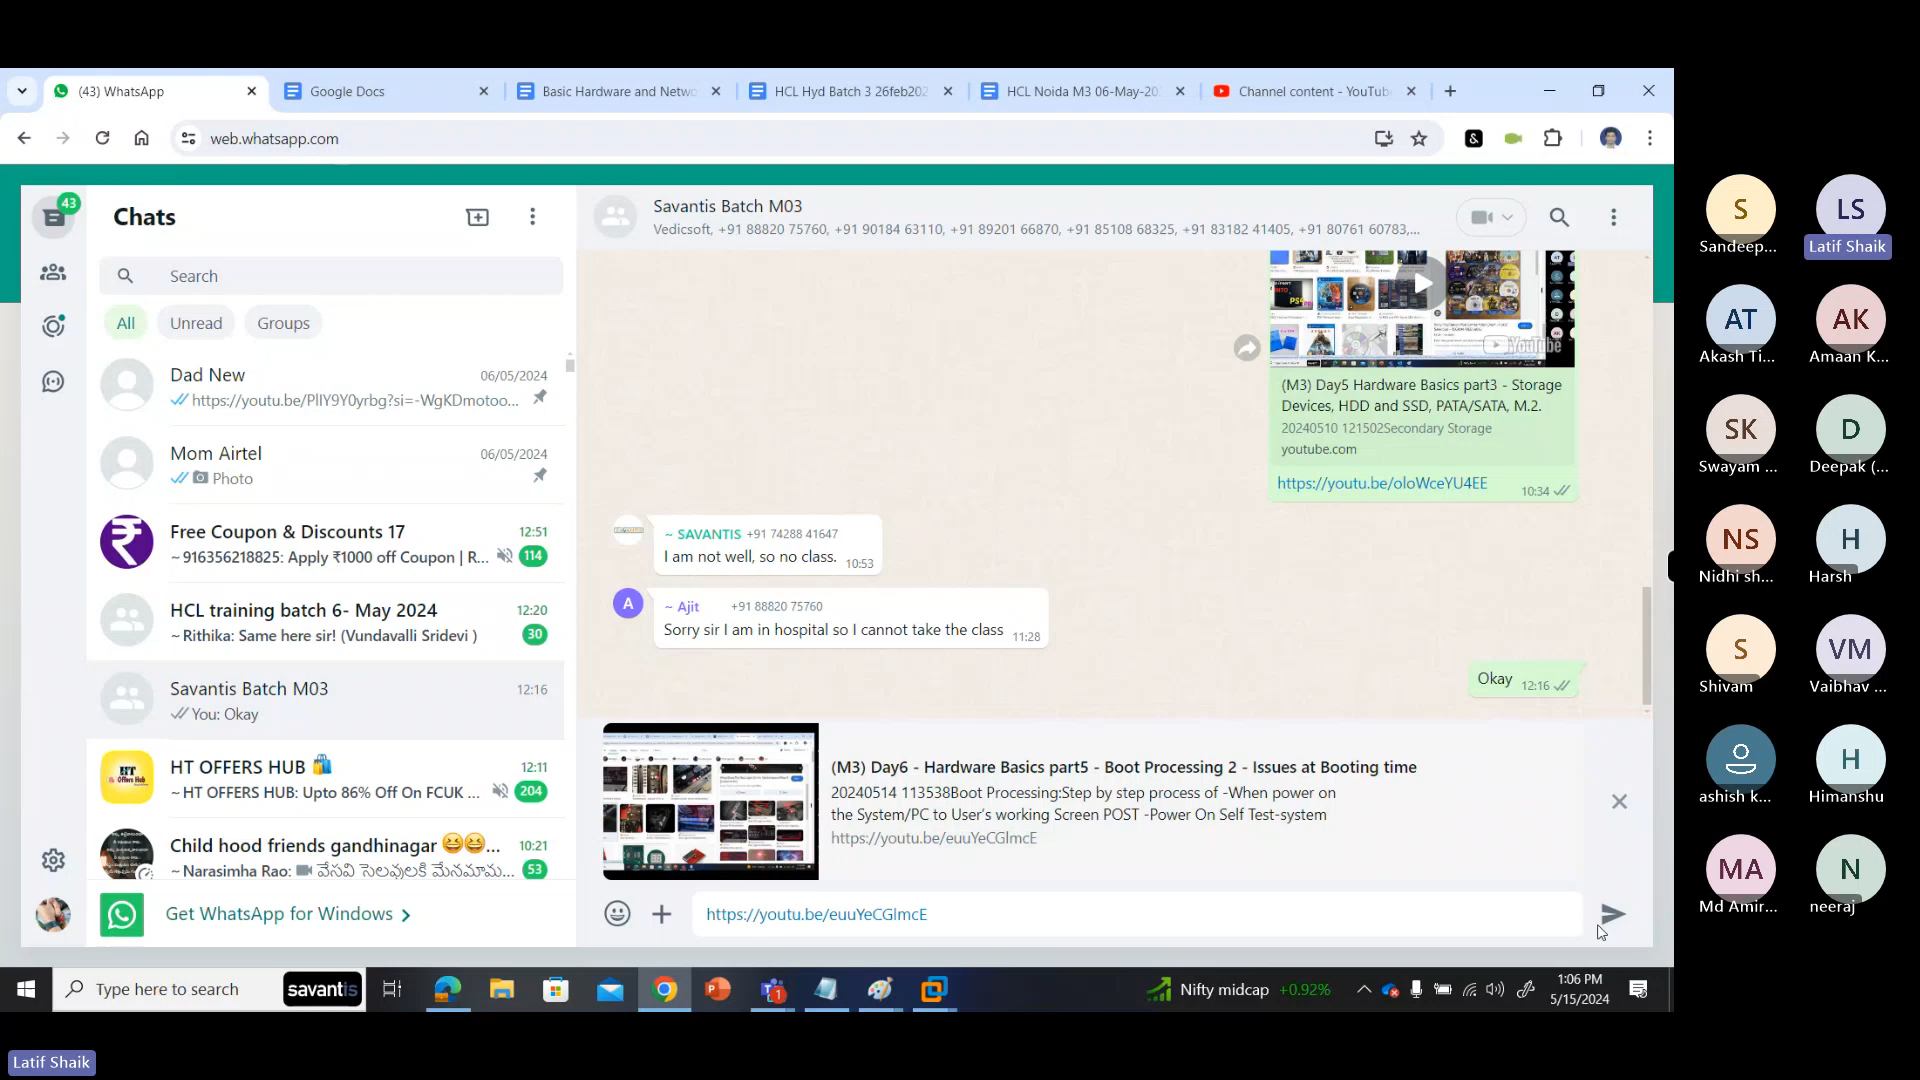 (43) WhatsApp
Google Docs
Basic Hardware and Netwo
HCL Hyd Batch 3 26feb202
HCL Noida M3 06-May-20
Channel content - YouTub
web.whatsapp.com
43
Chats
Search
All
Unread
Groups
Dad New
06/05/2024
https://youtu.be/PlIY9Y0yrbg?si=-WgKDmotoo...
Mom Airtel
06/05/2024
Photo
Free Coupon & Discounts 17
12:51
~916356218825: Apply ₹1000 off Coupon | R...
114
HCL training batch 6- May 2024
12:20
~Rithika: Same here sir! (Vundavalli Sridevi )
30
Savantis Batch M03
12:16
You: Okay
HT OFFERS HUB 🛍️
12:11
~HT OFFERS HUB: Upto 86% Off On FCUK ...
204
Child hood friends gandhinagar 😆😆...
10:21
~Narasimha Rao:
53
Get WhatsApp for Windows
Savantis Batch M03
Vedicsoft, +91 88820 75760, +91 90184 63110, +91 89201 66870, +91 85108 68325, +91 83182 41405, +91 80761 60783,...
YouTube
(M3) Day5 Hardware Basics part3 - Storage
Devices, HDD and SSD, PATA/SATA, M.2.
20240510 121502Secondary Storage
youtube.com
https://youtu.be/oloWceYU4EE
10:34
~ SAVANTIS +91 74288 41647
I am not well, so no class.
10:53
A
~ Ajit +91 88820 75760
Sorry sir I am in hospital so I cannot take the class
11:28
Okay
12:16
(M3) Day6 - Hardware Basics part5 - Boot Processing 2 - Issues at Booting time
20240514 113538Boot Processing:Step by step process of -When power on
the System/PC to User's working Screen POST -Power On Self Test-system
https://youtu.be/euuYeCGlmcE
https://youtu.be/euuYeCGlmcE
Type here to search
savantis
Nifty midcap +0.92%
1:06 PM
5/15/2024
S
Sandeep...
LS
Latif Shaik
AT
Akash Ti...
AK
Amaan K...
SK
Swayam ...
D
Deepak (...
NS
Nidhi sh...
H
Harsh
S
Shivam
VM
Vaibhav ...
ashish k...
H
Himanshu
MA
Md Amir...
N
neeraj
Latif Shaik